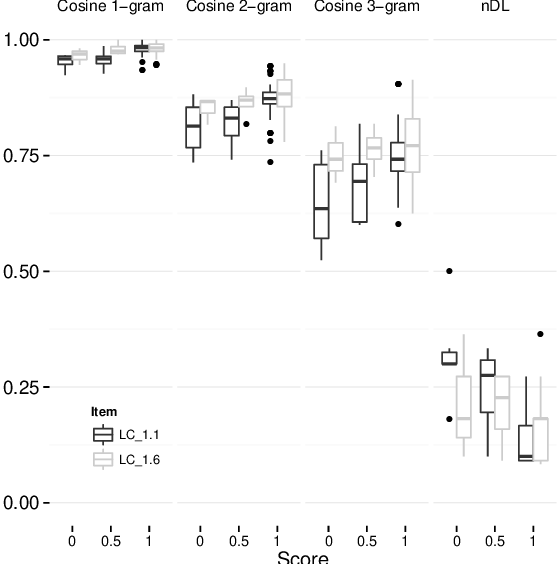 Cosine 1−gram Cosine 2−gram Cosine 3−gram nDL
1.00
0.75
0.50
0.25
0.00
Item
LC_1.1
LC_1.6
0 0.5 1 0 0.5 1 0 0.5 1 0 0.5 1
Score